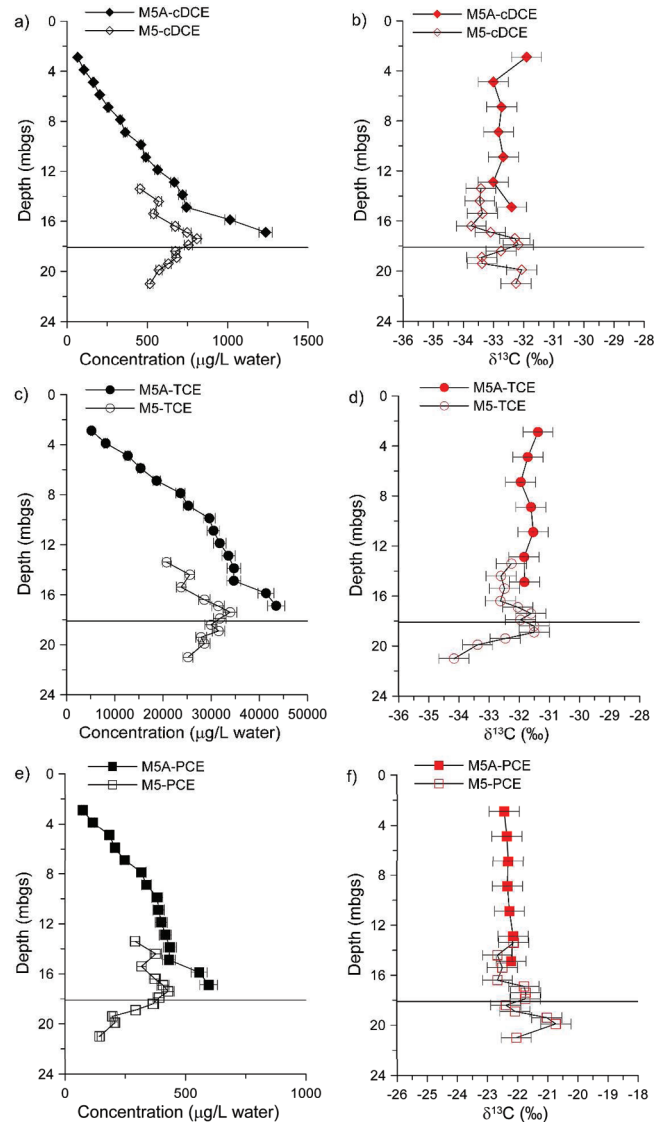 a)
M5A-cDCE
M5-cDCE
Depth (mbgs)
0
4
8
12
16
20
24
0 500 1000 1500
Concentration (µg/L water)
b)
M5A-cDCE
M5-cDCE
Depth (mbgs)
0
4
8
12
16
20
24
-36 -35 -34 -33 -32 -31 -30 -29 -28
δ¹³C (‰)
c)
M5A-TCE
M5-TCE
Depth (mbgs)
0
4
8
12
16
20
24
0 10000 20000 30000 40000 50000
Concentration (µg/L water)
d)
M5A-TCE
M5-TCE
Depth (mbgs)
0
4
8
12
16
20
24
-36 -35 -34 -33 -32 -31 -30 -29 -28
δ¹³C (‰)
e)
M5A-PCE
M5-PCE
Depth (mbgs)
0
4
8
12
16
20
24
0 500 1000
Concentration (µg/L water)
f)
M5A-PCE
M5-PCE
Depth (mbgs)
0
4
8
12
16
20
24
-26 -25 -24 -23 -22 -21 -20 -19 -18
δ¹³C (‰)